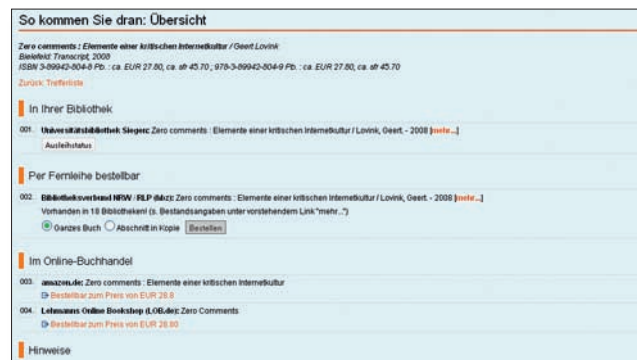 So kommen Sie dran: Übersicht
Zero comments : Elemente einer kritischen Internetkultur / Geert Lovink
Bielefeld: Transcript, 2008
ISBN 3-89942-804-8 Pb. : ca. EUR 27.80, ca. sfr 45.70 ; 978-3-89942-804-9 Pb. : ca. EUR 27.80, ca. sfr 45.70
Zurück: Trefferliste
In Ihrer Bibliothek
001. Universitätsbibliothek Siegen: Zero comments : Elemente einer kritischen Internetkultur / Lovink, Geert. - 2008 [mehr...]
Ausleihstatus
Per Fernleihe bestellbar
002. Bibliotheksverbund NRW / RLP (hbz): Zero comments : Elemente einer kritischen Internetkultur / Lovink, Geert. - 2008 [mehr...]
Vorhanden in 18 Bibliotheken! (s. Bestandsangaben unter vorstehendem Link "mehr...")
Ganzes Buch Abschnitt in Kopie Bestellen
Im Online-Buchhandel
003. amazon.de: Zero comments : Elemente einer kritischen Internetkultur
Bestellbar zum Preis von EUR 28.8
004. Lehmanns Online Bookshop (LOB.de): Zero Comments
Bestellbar zum Preis von EUR 28.80
Hinweise